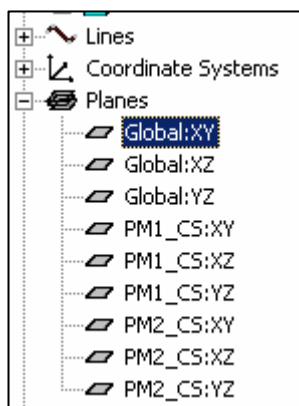 Lines
Coordinate Systems
Planes
Global:XY
Global:XZ
Global:YZ
PM1_CS:XY
PM1_CS:XZ
PM1_CS:YZ
PM2_CS:XY
PM2_CS:XZ
PM2_CS:YZ